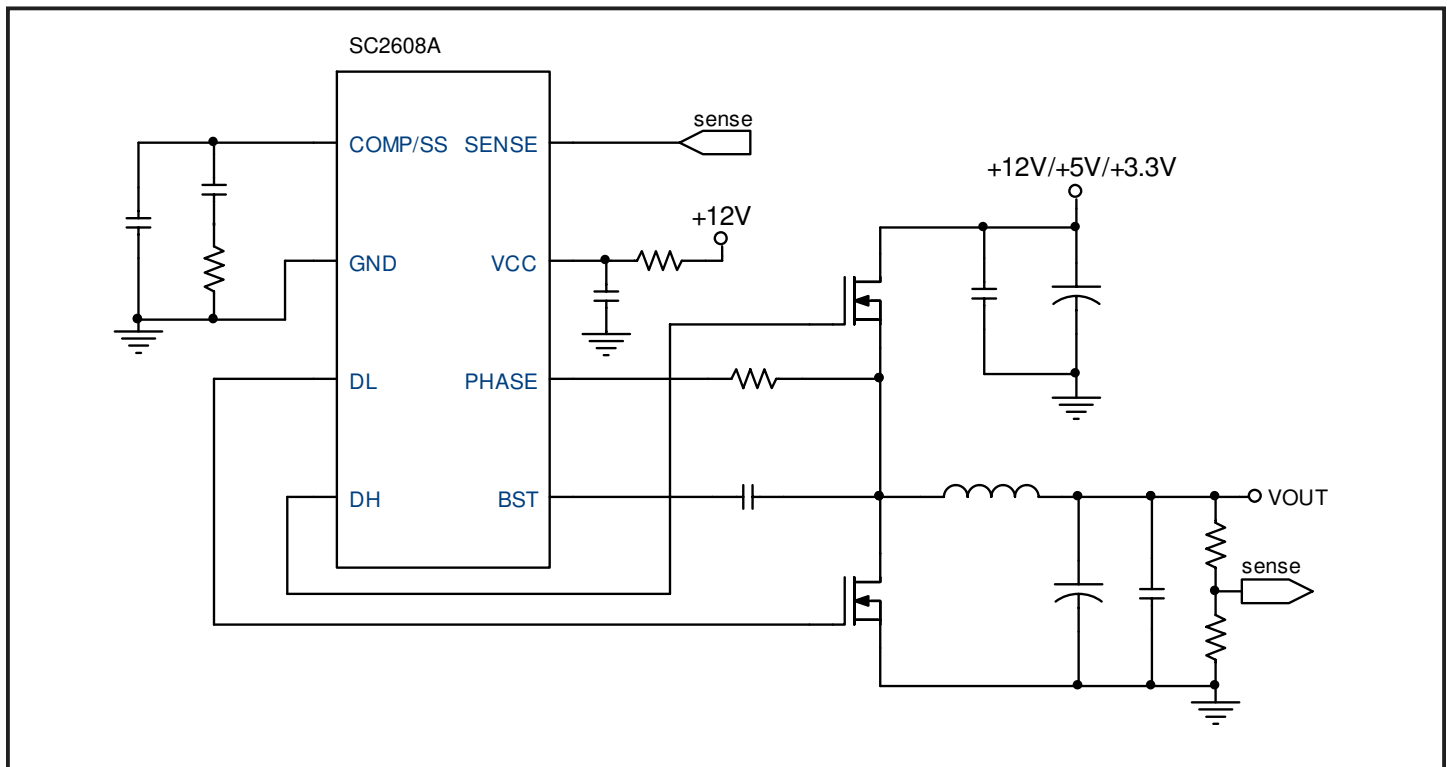 SC2608A
COMP/SS SENSE
sense
+12V/+5V/+3.3V
+12V
GND VCC
DL PHASE
DH BST
VOUT
sense